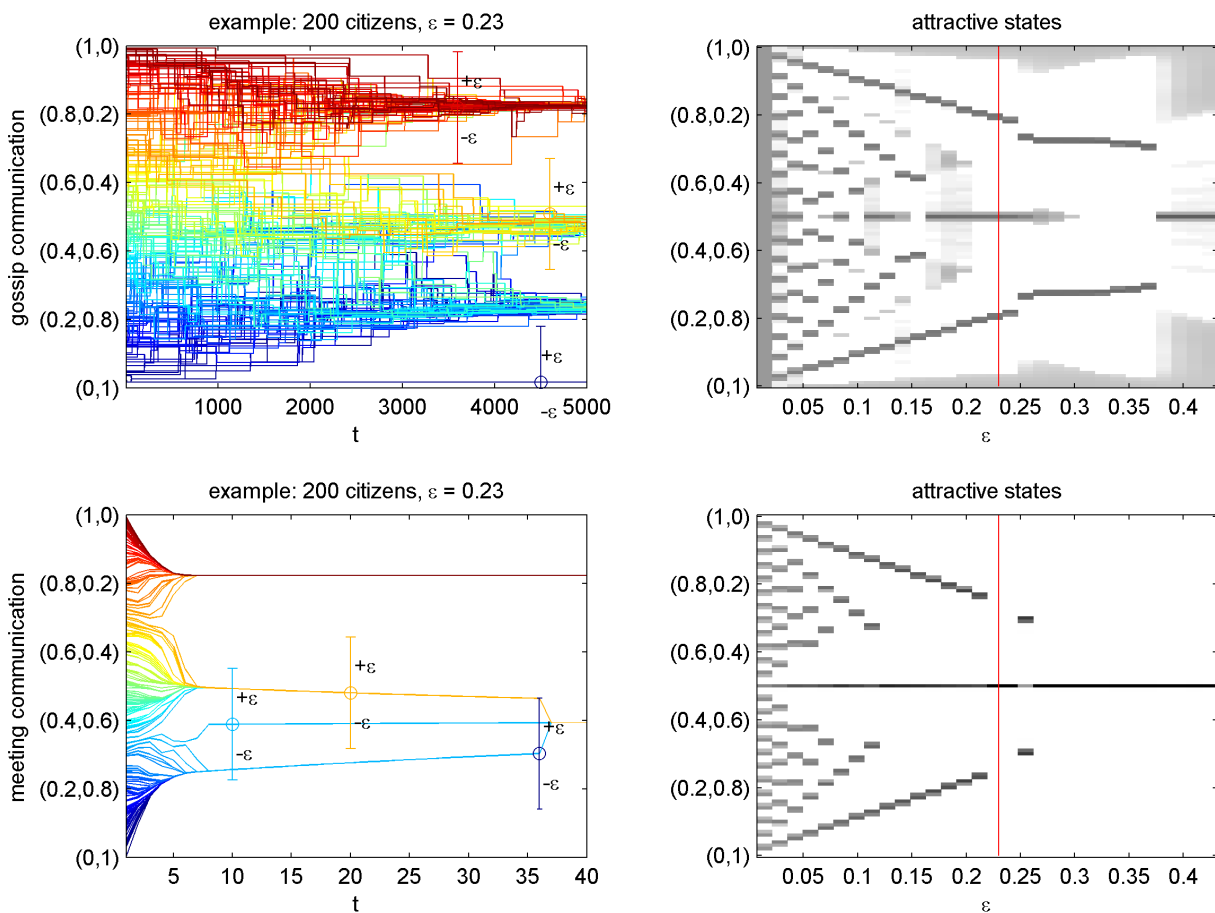 example: 200 citizens, ε = 0.23
gossip communication
(1,0)
(0.8,0.2)
(0.6,0.4)
(0.4,0.6)
(0.2,0.8)
(0,1)
+ε
-ε
+ε
-ε
+ε
-ε
1000 2000 3000 4000 5000
t
attractive states
(1,0)
(0.8,0.2)
(0.6,0.4)
(0.4,0.6)
(0.2,0.8)
(0,1)
0.05 0.1 0.15 0.2 0.25 0.3 0.35 0.4
ε
example: 200 citizens, ε = 0.23
meeting communication
(1,0)
(0.8,0.2)
(0.6,0.4)
(0.4,0.6)
(0.2,0.8)
(0,1)
+ε
-ε
+ε
-ε
+ε
-ε
5 10 15 20 25 30 35 40
t
attractive states
(1,0)
(0.8,0.2)
(0.6,0.4)
(0.4,0.6)
(0.2,0.8)
(0,1)
0.05 0.1 0.15 0.2 0.25 0.3 0.35 0.4
ε